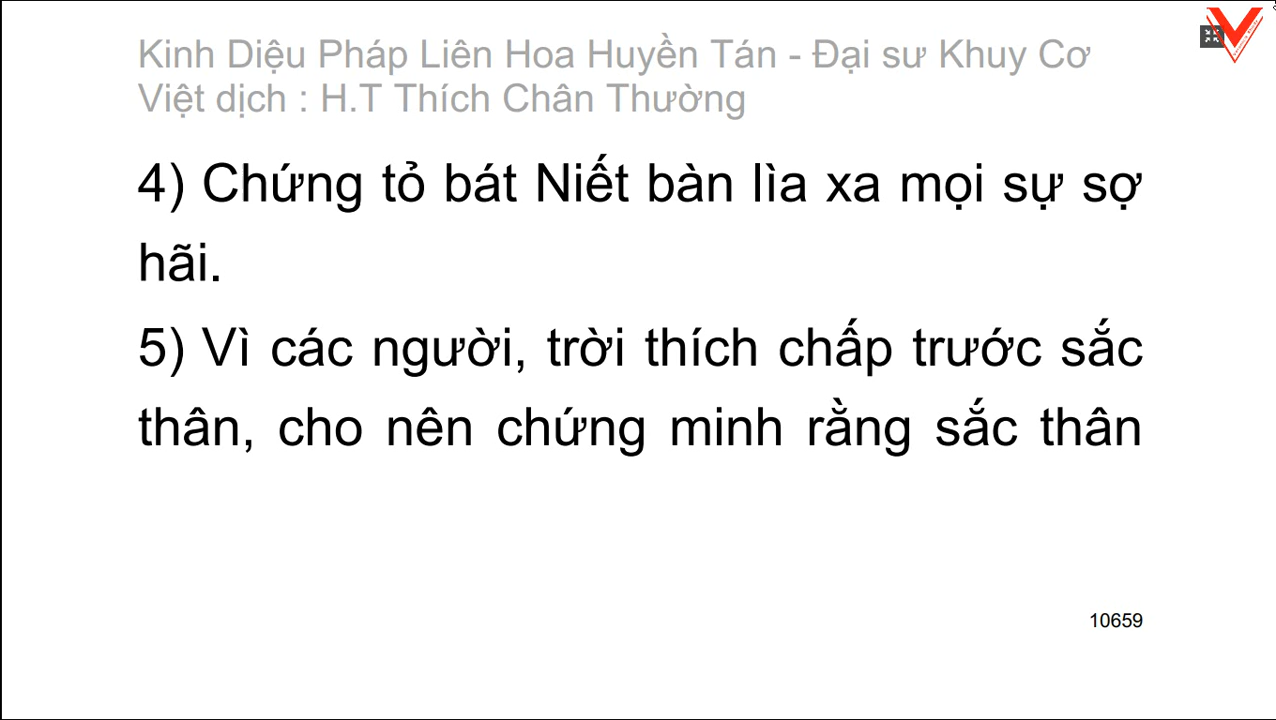 Kinh Diệu Pháp Liên Hoa Huyền Tán - Đại sư Khuy Cơ
Việt dịch : H.T Thích Chân Thường
4) Chứng tỏ bát Niết bàn lìa xa mọi sự sợ
hãi.
5) Vì các người, trời thích chấp trước sắc
thân, cho nên chứng minh rằng sắc thân
10659